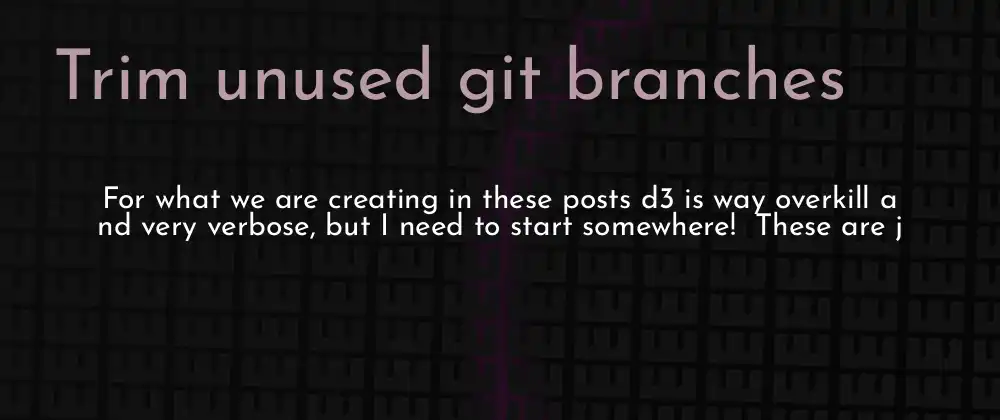 Trim unused git branches
For what we are creating in these posts d3 is way overkill a
nd very verbose, but I need to start somewhere!  These are j